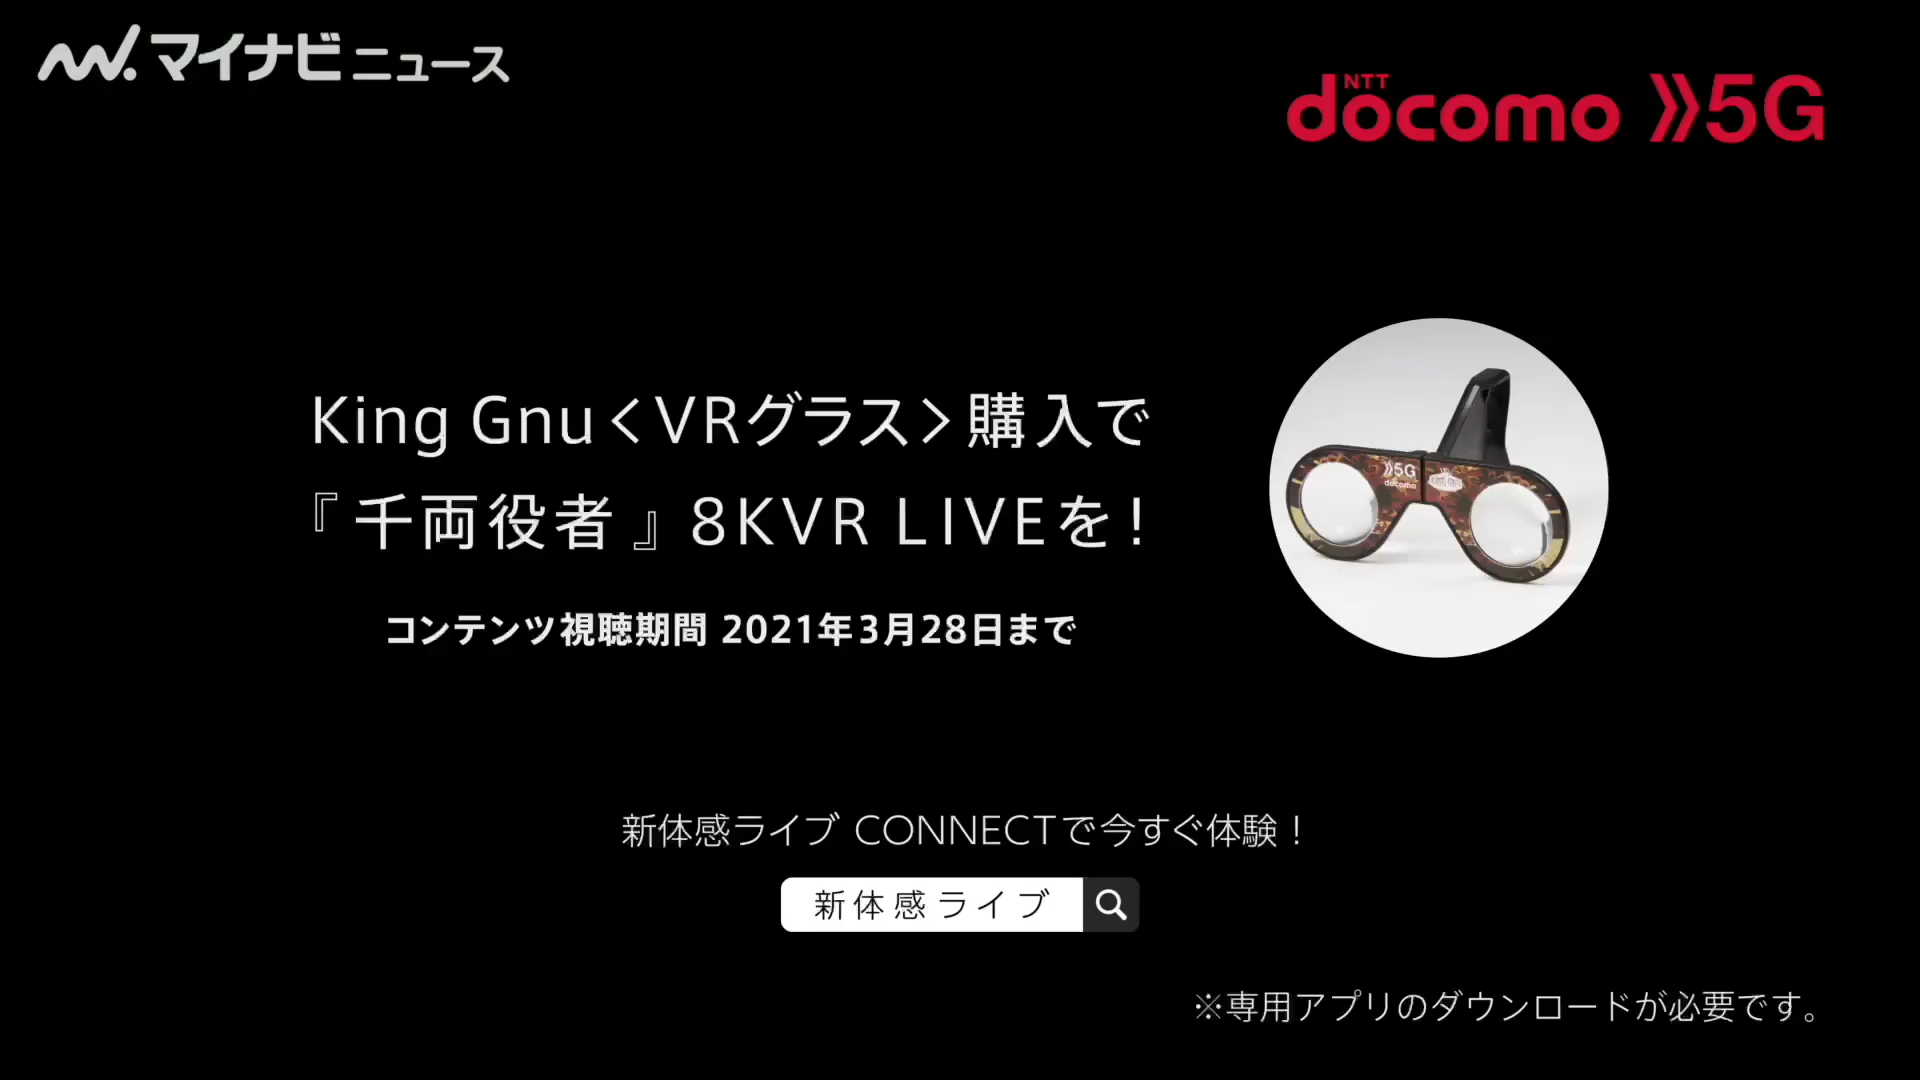 マイナビニュース
NTT
docomo 5G
King Gnu＜VRグラス＞購入で
『千両役者』8KVR LIVEを！
コンテンツ視聴期間 2021年3月28日まで
5G
docomo
新体感ライブ CONNECTで今すぐ体験！
新体感ライブ
※専用アプリのダウンロードが必要です。